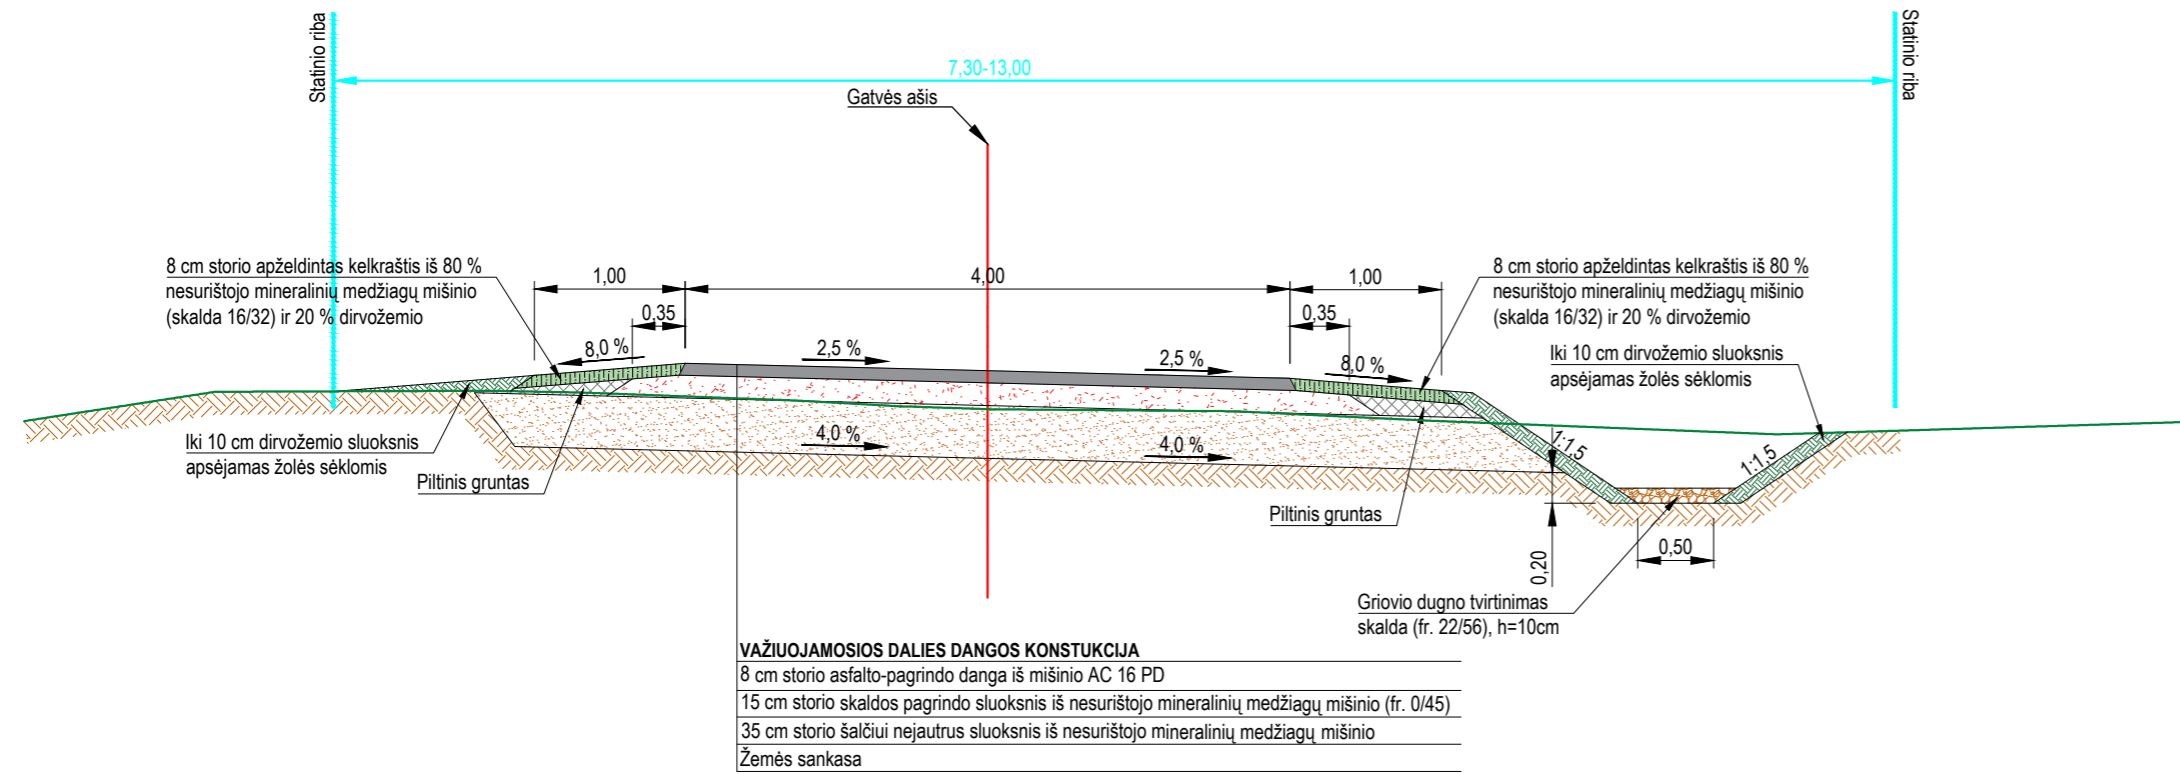 Statinio riba
Statinio riba
7,30-13,00
Gatvės ašis
8 cm storio apželdintas kelkraštis iš 80 %
nesurištojo mineralinių medžiagų mišinio
(skalda 16/32) ir 20 % dirvožemio
1,00
4,00
1,00
8 cm storio apželdintas kelkraštis iš 80 %
nesurištojo mineralinių medžiagų mišinio
(skalda 16/32) ir 20 % dirvožemio
0,35
0,35
8,0 %
2,5 %
2,5 %
8,0 %
Iki 10 cm dirvožemio sluoksnis
apsėjamas žolės sėklomis
Iki 10 cm dirvožemio sluoksnis
apsėjamas žolės sėklomis
4,0 %
4,0 %
1:1,5
1:1,5
Piltinis gruntas
Piltinis gruntas
0,20
0,50
Griovio dugno tvirtinimas
skalda (fr. 22/56), h=10cm
VAŽIUOJAMOSIOS DALIES DANGOS KONSTUKCIJA
8 cm storio asfalto-pagrindo danga iš mišinio AC 16 PD
15 cm storio skaldos pagrindo sluoksnis iš nesurištojo mineralinių medžiagų mišinio (fr. 0/45)
35 cm storio šalčiui nejautrus sluoksnis iš nesurištojo mineralinių medžiagų mišinio
Žemės sankasa